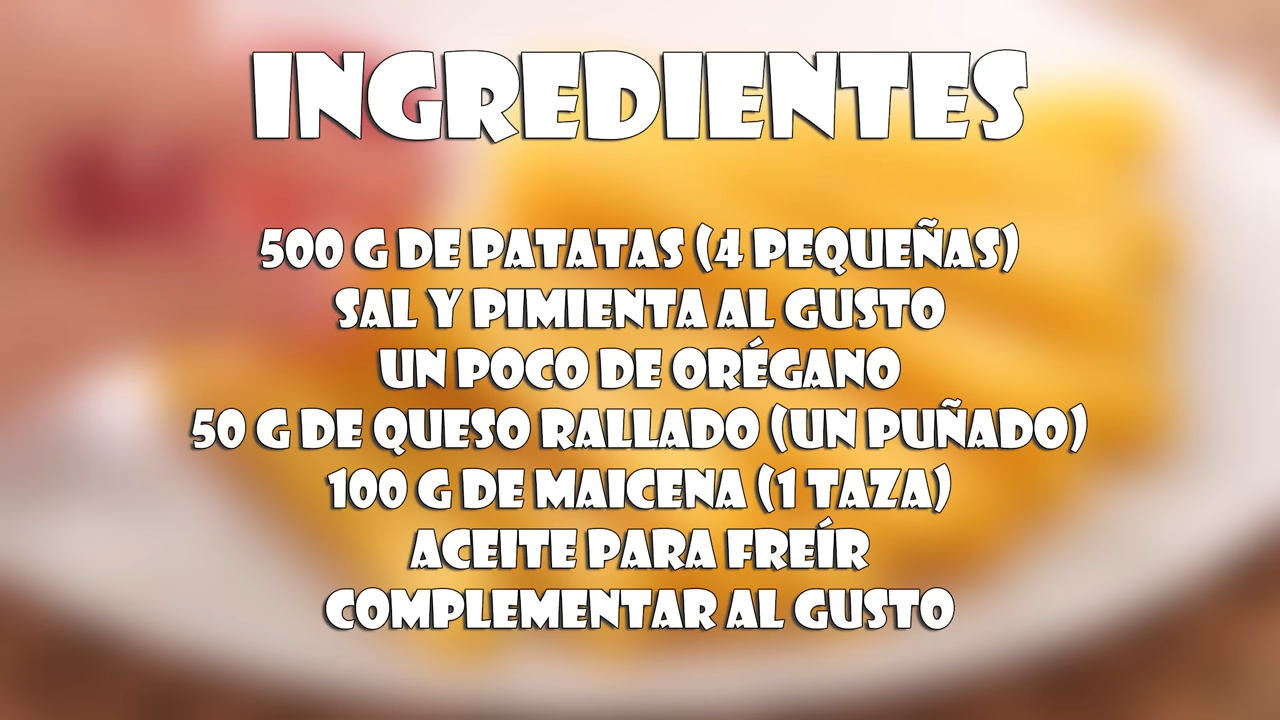 INGREDIENTES
500 G DE PATATAS (4 PEQUEÑAS)
SAL Y PIMIENTA AL GUSTO
UN POCO DE ORÉGANO
50 G DE QUESO RALLADO (UN PUÑADO)
100 G DE MAICENA (1 TAZA)
ACEITE PARA FREÍR
COMPLEMENTAR AL GUSTO